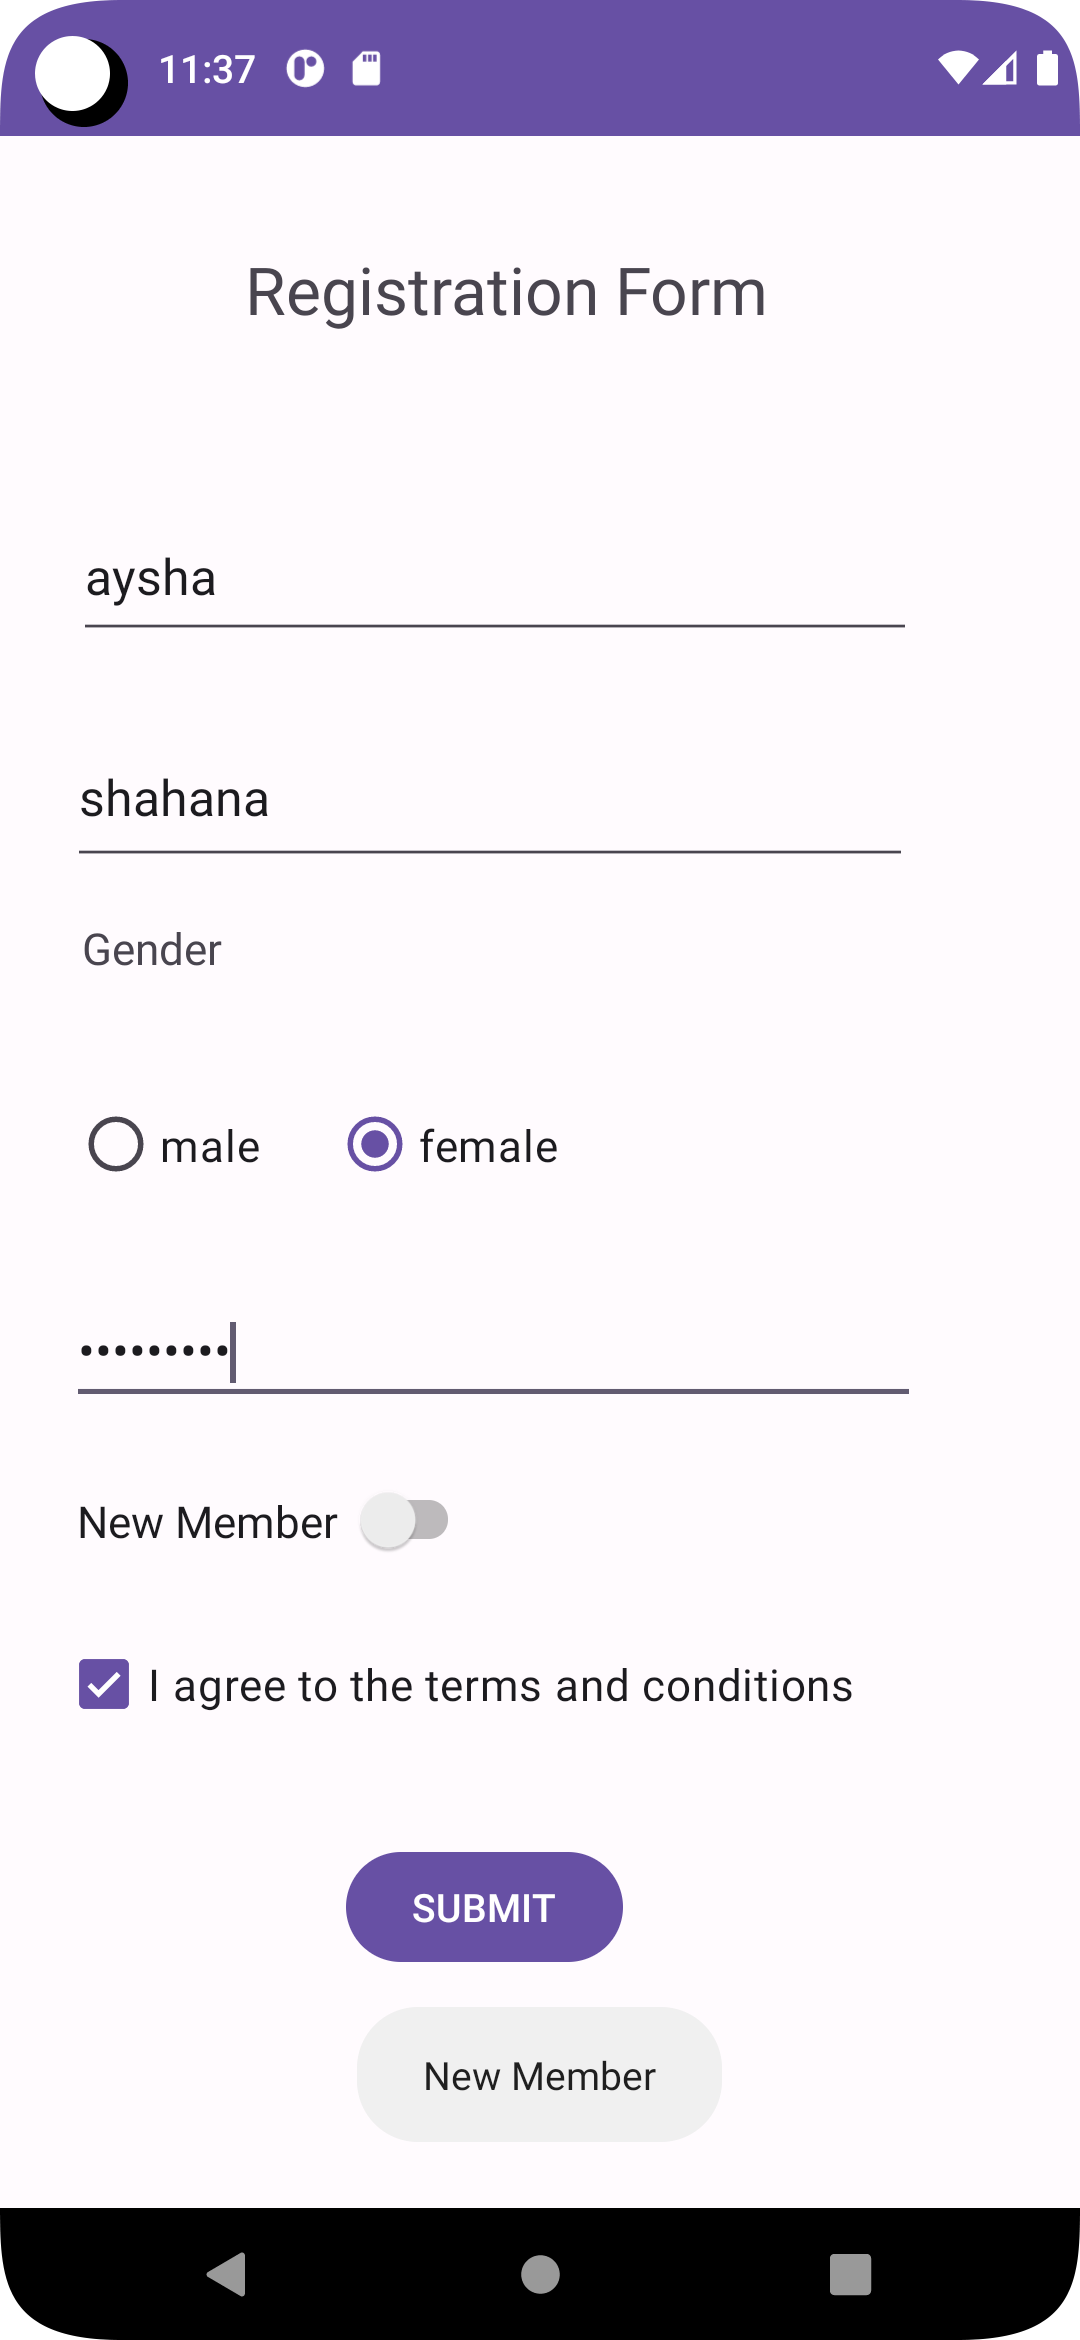 11:37
Registration Form
aysha
shahana
Gender
male female
•••••••••
New Member
I agree to the terms and conditions
SUBMIT
New Member